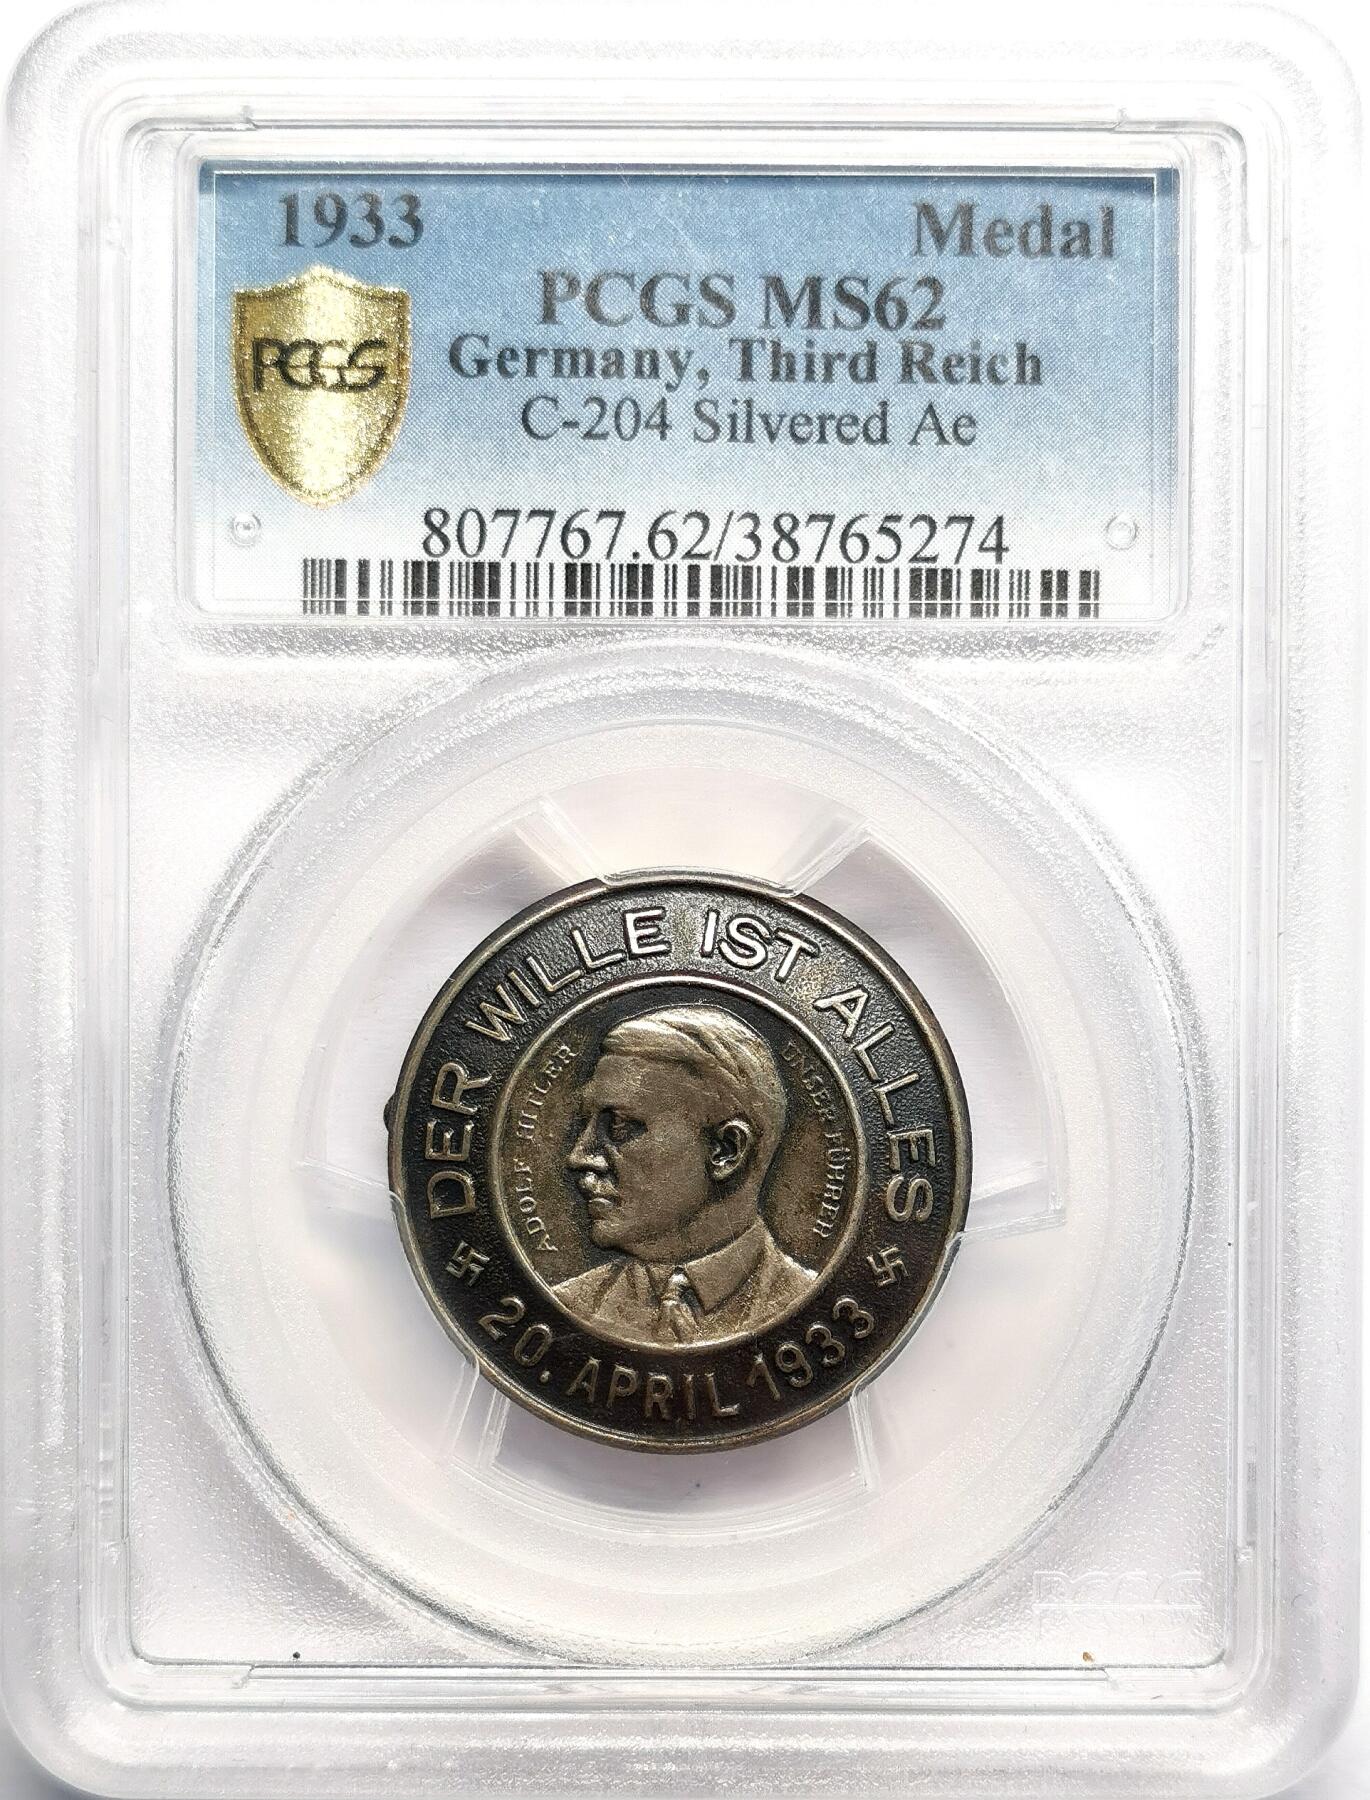 1933
Medal
PCGS MS62
PCGS
Germany, Third Reich
C-204 Silvered Ae
807767.62/38765274
DER WILLE IST ALLES
ADOLF HITLER
UNSER FÜHRER
20. APRIL 1933
PCGS